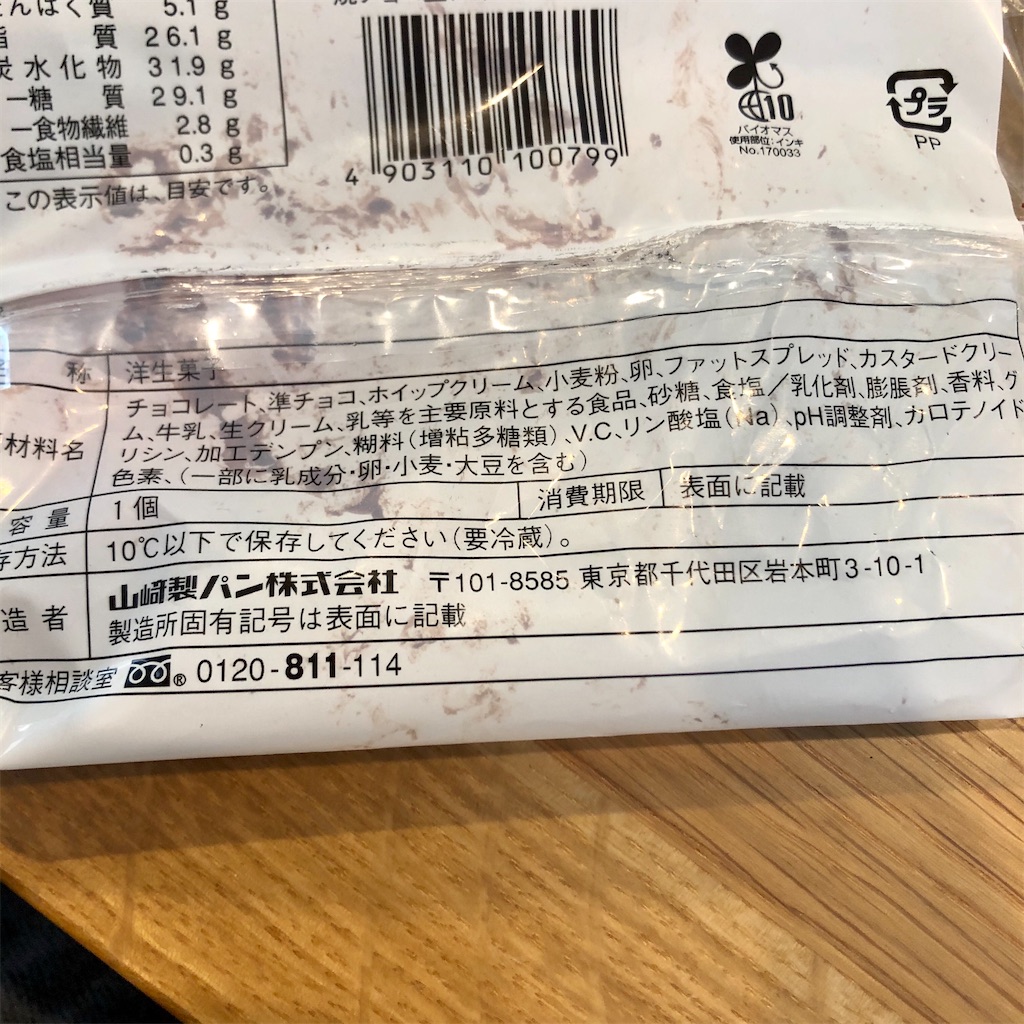 たんぱく質 5.1 g
脂 質 26.1 g
炭水化物 31.9 g
ー糖 質 29.1 g
ー食物繊維 2.8 g
食塩相当量 0.3 g
この表示値は、目安です。
4 903110 100799
10
バイオマス
使用部位:インキ
No.170033
プラ
PP
称 洋生菓子
材料名 チョコレート、準チョコ、ホイップクリーム、小麦粉、卵、ファットスプレッド、カスタードクリー
ム、牛乳、生クリーム、乳等を主要原料とする食品、砂糖、食塩/乳化剤、膨脹剤、香料、グ
リシン、加工デンプン、糊料(増粘多糖類)、V.C、リン酸塩(Na)、pH調整剤、カロテノイド
色素、(一部に乳成分・卵・小麦・大豆を含む)
容量 1個 消費期限 表面に記載
存方法 10℃以下で保存してください(要冷蔵)。
造者 山崎製パン株式会社 〒101-8585 東京都千代田区岩本町3-10-1
製造所固有記号は表面に記載
客様相談室 ® 0120-811-114